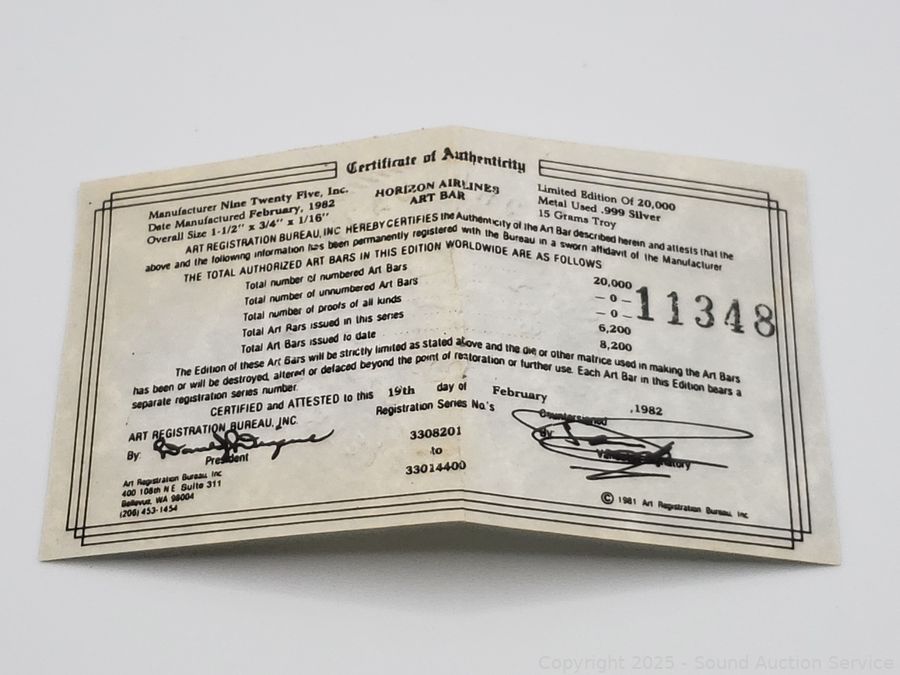 Certificate of Authenticity
Manufacturer Nine Twenty Five, Inc.
Date Manufactured February, 1982
Overall Size 1-1/2" x 3/4" x 1/16"
HORIZON AIRLINES
ART BAR
Limited Edition Of 20,000
Metal Used .999 Silver
15 Grams Troy
ART REGISTRATION BUREAU, INC HEREBY CERTIFIES the Authenticity of the Art Bar described herein and attests that the
above and the following information has been permanently registered with the Bureau in a sworn affidavit of the Manufacturer
THE TOTAL AUTHORIZED ART BARS IN THIS EDITION WORLDWIDE ARE AS FOLLOWS
Total number of numbered Art Bars 20,000
Total number of unnumbered Art Bars – 0 –
Total number of proofs of all kinds – 0 –
Total Art Bars issued in this series 6,200
Total Art Bars issued to date 8,200
11348
The Edition of these Art Bars will be strictly limited as stated above and the die or other matrice used in making the Art Bars
has been or will be destroyed, altered or defaced beyond the point of restoration or further use. Each Art Bar in this Edition bears a
separate registration series number.
CERTIFIED and ATTESTED to this 19th day of February ,1982
ART REGISTRATION BUREAU, INC.
By:
President
Registration Series No.'s
3308201
to
33014400
Countersigned
By:
Signatory
Art Registration Bureau, Inc
400 108th N E Suite 311
Bellevue, WA 98004
(206) 453-1454
© 1981 Art Registration Bureau, Inc
Copyright 2025 - Sound Auction Service